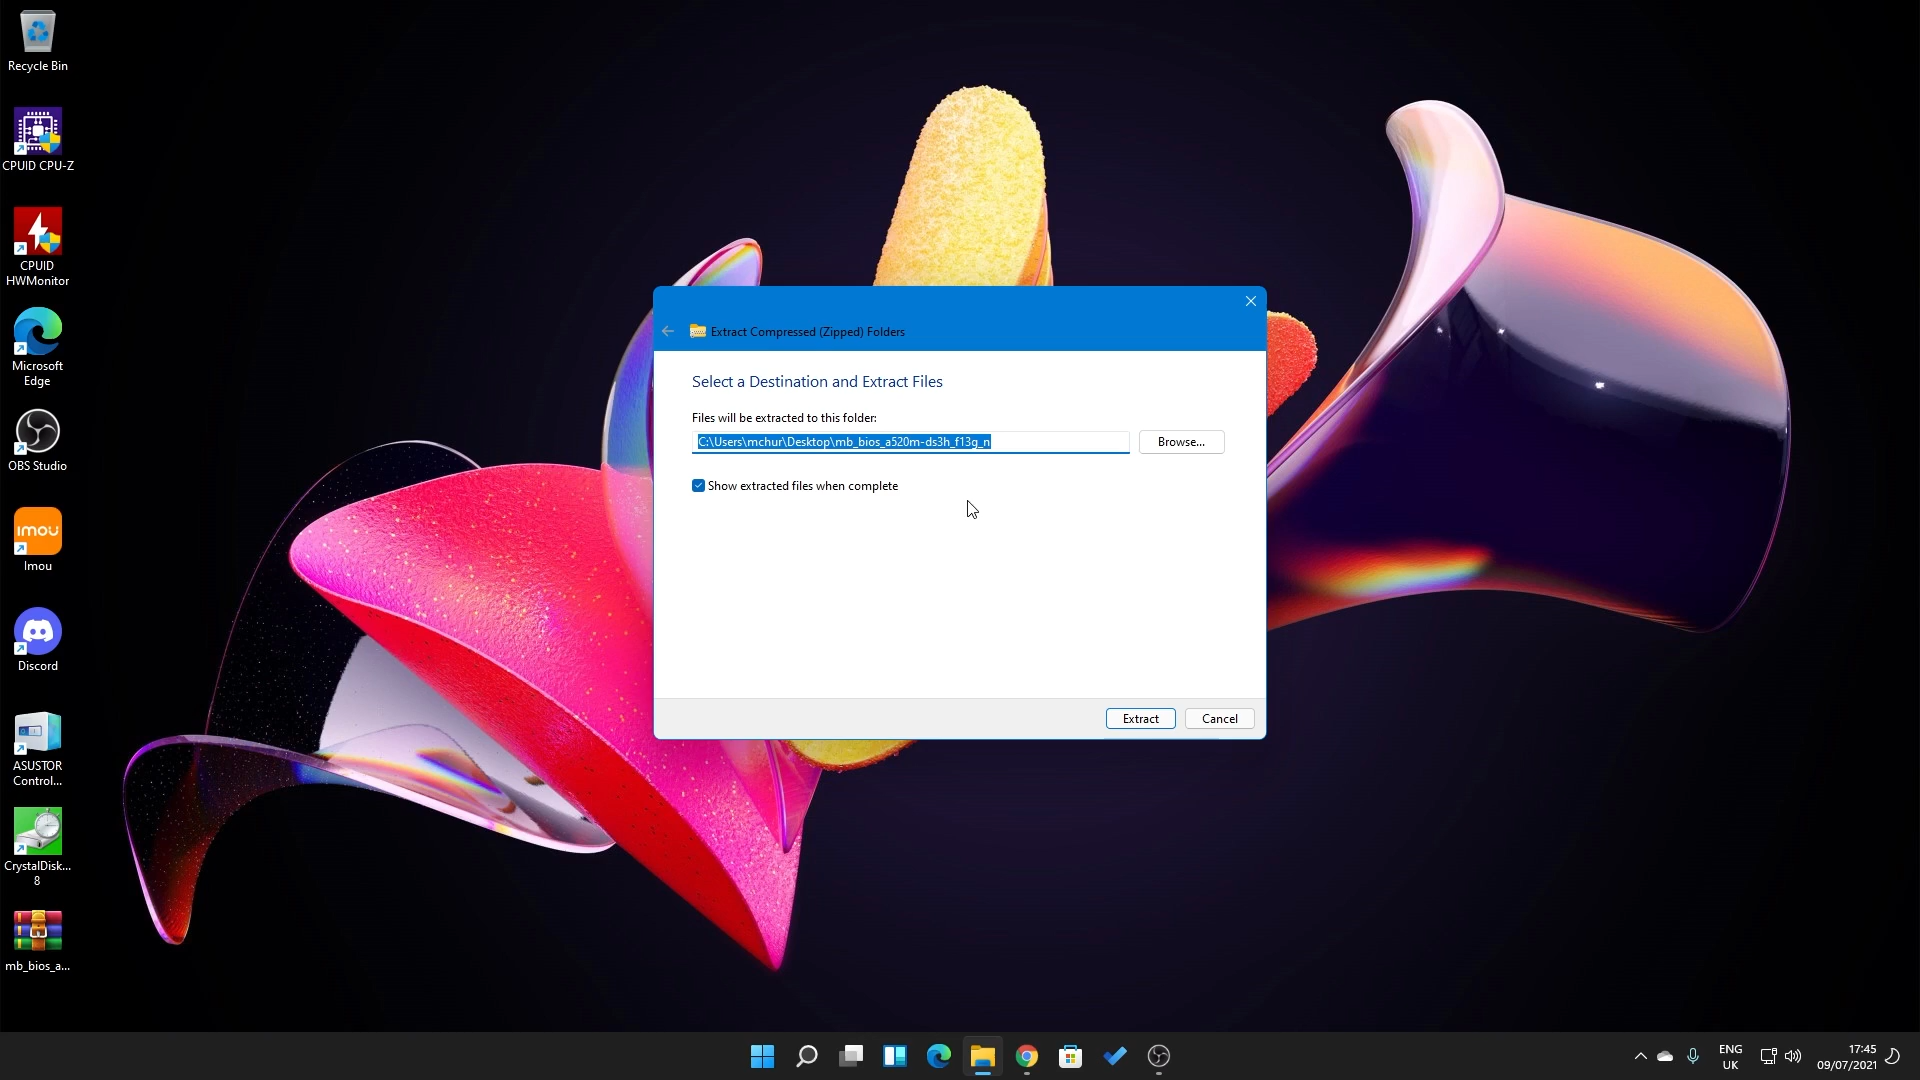 Recycle Bin
CPUID CPU-Z
CPUID
HWMonitor
Microsoft
Edge
OBS Studio
imou
Imou
Discord
ASUSTOR
Control...
CrystalDisk...
8
mb_bios_a...
Extract Compressed (Zipped) Folders
Select a Destination and Extract Files
Files will be extracted to this folder:
C:\Users\mchur\Desktop\mb_bios_a520m-ds3h_f13g_n
Browse...
Show extracted files when complete
Extract
Cancel
ENG
UK
17:45
09/07/2021